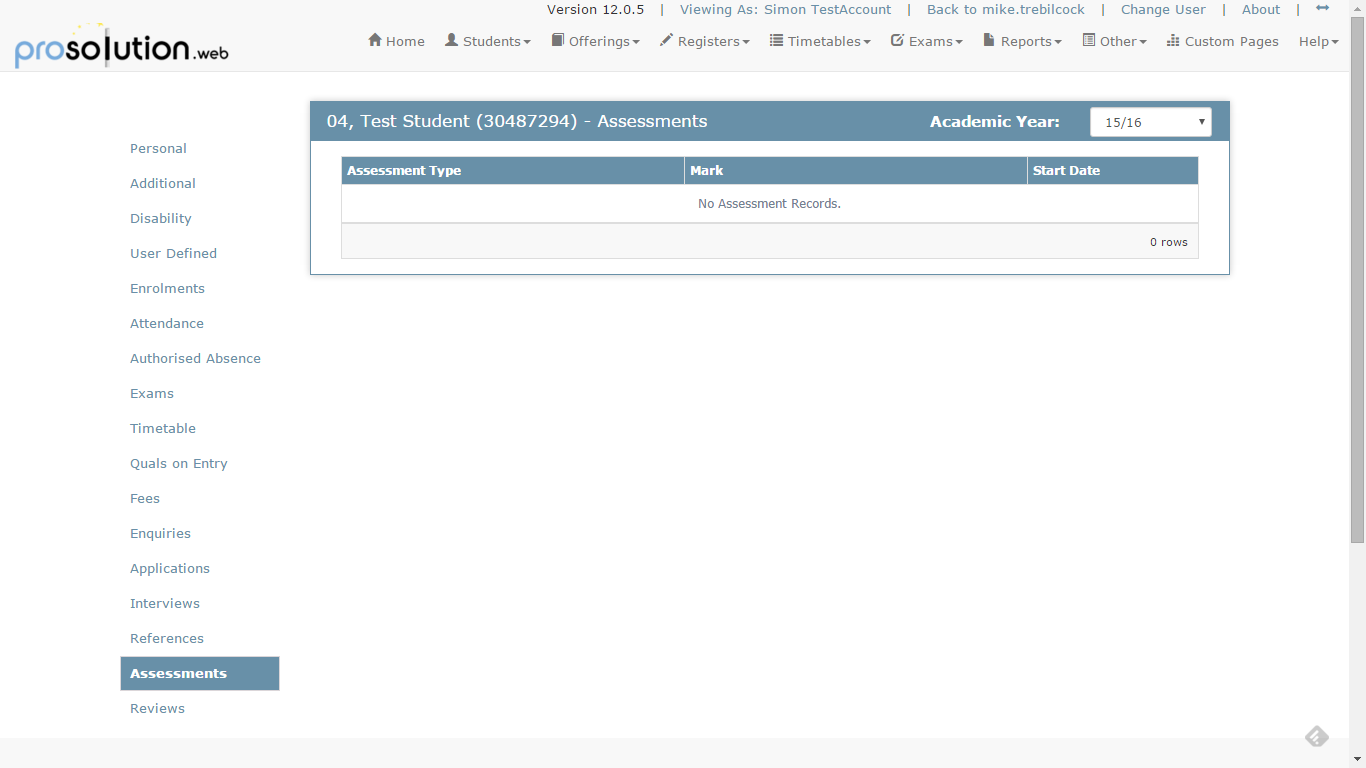 Version 12.0.5 | Viewing As: Simon TestAccount | Back to mike.trebilcock | Change User | About |
prosolution.web
Home Students Offerings Registers Timetables Exams Reports Other Custom Pages Help
04, Test Student (30487294) - Assessments Academic Year: 15/16
Assessment Type Mark Start Date
No Assessment Records.
0 rows
Personal
Additional
Disability
User Defined
Enrolments
Attendance
Authorised Absence
Exams
Timetable
Quals on Entry
Fees
Enquiries
Applications
Interviews
References
Assessments
Reviews